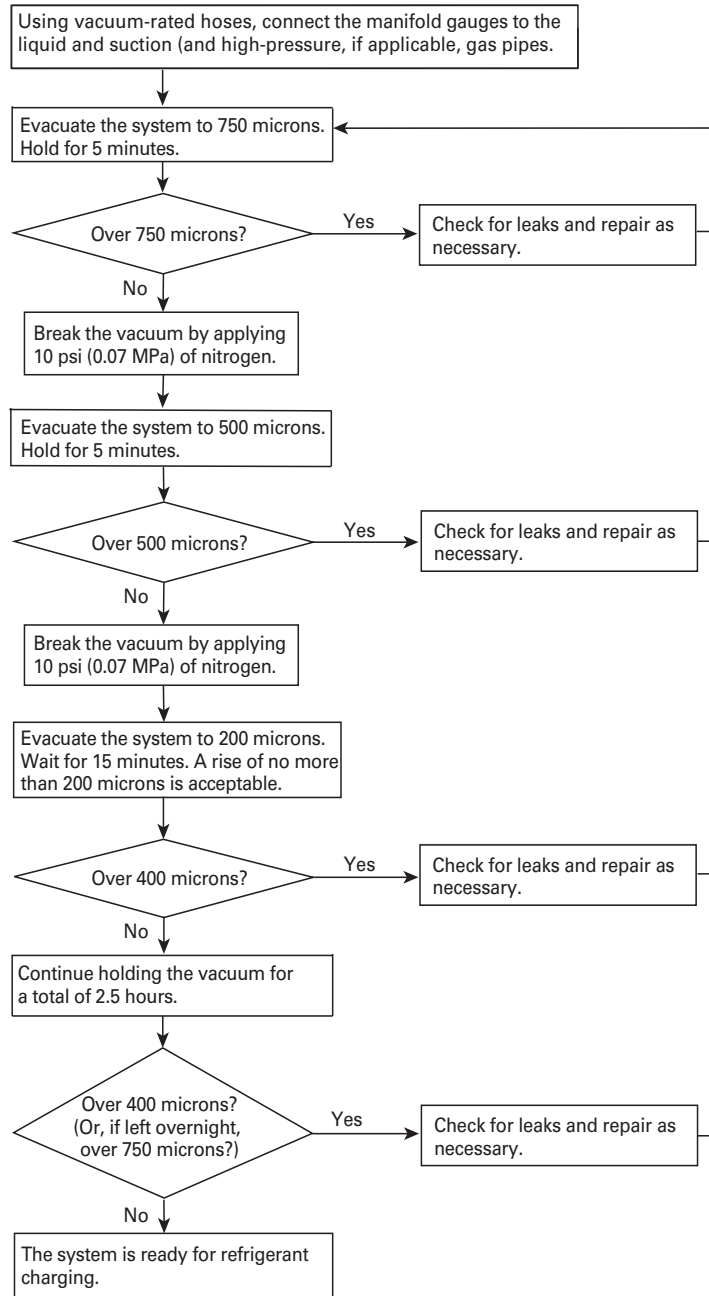 Using vacuum-rated hoses, connect the manifold gauges to the
liquid and suction (and high-pressure, if applicable, gas pipes.
Evacuate the system to 750 microns.
Hold for 5 minutes.
Over 750 microns?
Yes
Check for leaks and repair as
necessary.
No
Break the vacuum by applying
10 psi (0.07 MPa) of nitrogen.
Evacuate the system to 500 microns.
Hold for 5 minutes.
Over 500 microns?
Yes
Check for leaks and repair as
necessary.
No
Break the vacuum by applying
10 psi (0.07 MPa) of nitrogen.
Evacuate the system to 200 microns.
Wait for 15 minutes. A rise of no more
than 200 microns is acceptable.
Over 400 microns?
Yes
Check for leaks and repair as
necessary.
No
Continue holding the vacuum for
a total of 2.5 hours.
Over 400 microns?
(Or, if left overnight,
over 750 microns?)
Yes
Check for leaks and repair as
necessary.
No
The system is ready for refrigerant
charging.